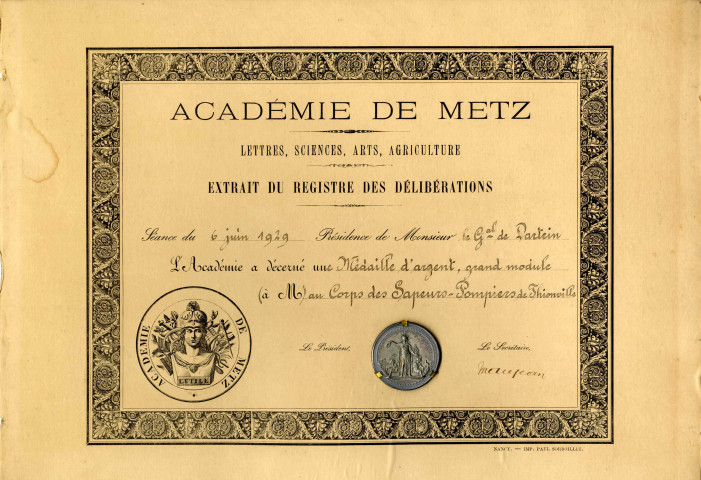 ACADÉMIE DE METZ
LETTRES, SCIENCES, ARTS, AGRICULTURE
EXTRAIT DU REGISTRE DES DÉLIBÉRATIONS
Séance du 6 juin 1929 Présidence de Monsieur le Gal de Dartein
L'Académie a décerné une Médaille d'argent, grand module
(à M) au Corps des Sapeurs-Pompiers de Thionville
ACADÉMIE DE METZ
L'UTILE
Le Président,
Le Secrétaire,
NANCY. — IMP. PAUL